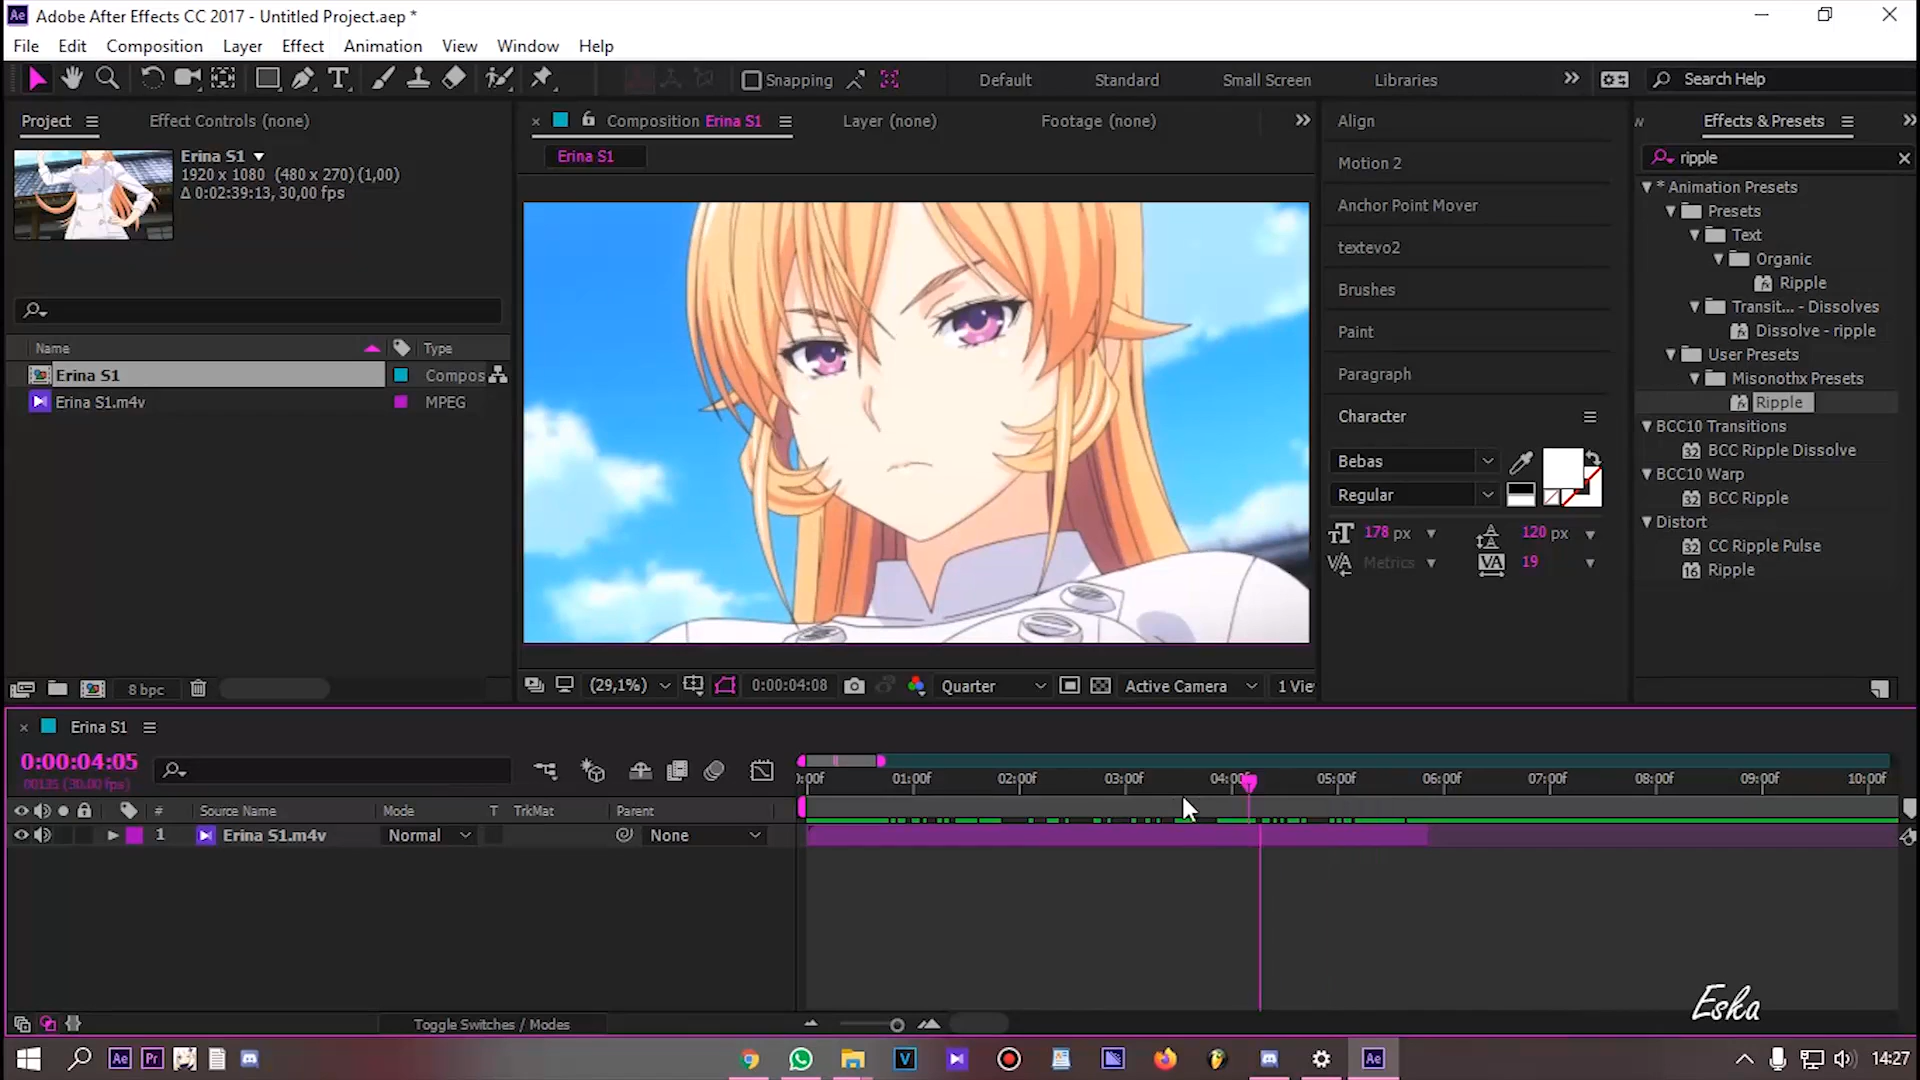 Adobe After Effects CC 2017 - Untitled Project.aep *
File Edit Composition Layer Effect Animation View Window Help
Snapping Default Standard Small Screen Libraries Search Help
Project Effect Controls (none)
Erina S1
1920 x 1080 (480 x 270) (1,00)
Δ 0:02:39:13, 30,00 fps
Name Type
Erina S1 Compos
Erina S1.m4v MPEG
8 bpc
Composition Erina S1 Layer (none) Footage (none)
Erina S1
(29,1%) 0:00:04:08 Quarter Active Camera 1 Vie
Align
Motion 2
Anchor Point Mover
textevo2
Brushes
Paint
Paragraph
Character
Bebas
Regular
178 px 120 px
Metrics 19
Effects & Presets
ripple
* Animation Presets
Presets
Text
Organic
Ripple
Transit... - Dissolves
Dissolve - ripple
User Presets
Misonothx Presets
Ripple
BCC10 Transitions
32 BCC Ripple Dissolve
BCC10 Warp
32 BCC Ripple
Distort
32 CC Ripple Pulse
16 Ripple
Erina S1
0:00:04:05
00125 (30.00 fps)
:00f 01:00f 02:00f 03:00f 04:00f 05:00f 06:00f 07:00f 08:00f 09:00f 10:00f
# Source Name Mode T TrkMat Parent
1 Erina S1.m4v Normal None
Toggle Switches / Modes
Eska
14:27